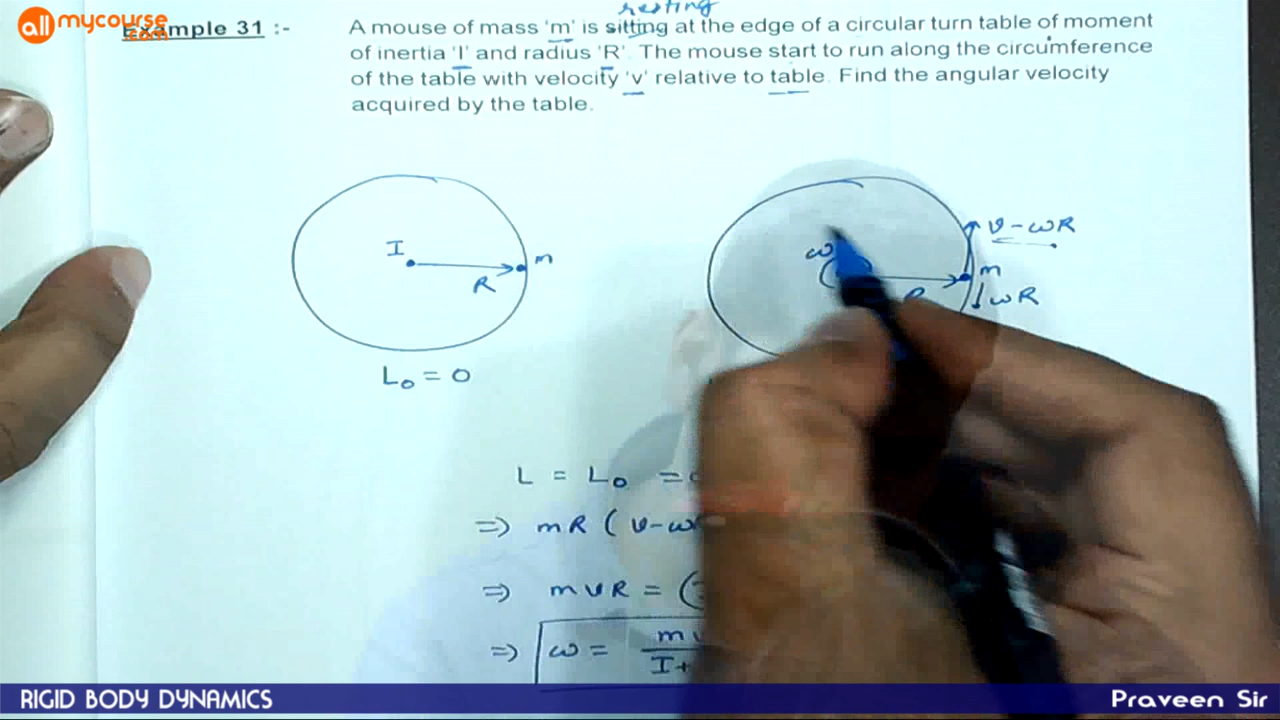 allmycourse.com
Example 31 :-
resting
A mouse of mass 'm' is sitting at the edge of a circular turn table of moment
of inertia 'I' and radius 'R'. The mouse start to run along the circumference
of the table with velocity 'v' relative to table. Find the angular velocity
acquired by the table.
I
R
m
L₀ = 0
ω
v - ωR
m
ωR
L = L₀ =
=> mR ( v - ω
=> m v R = (
=> ω = m v
I +
RIGID BODY DYNAMICS
Praveen Sir